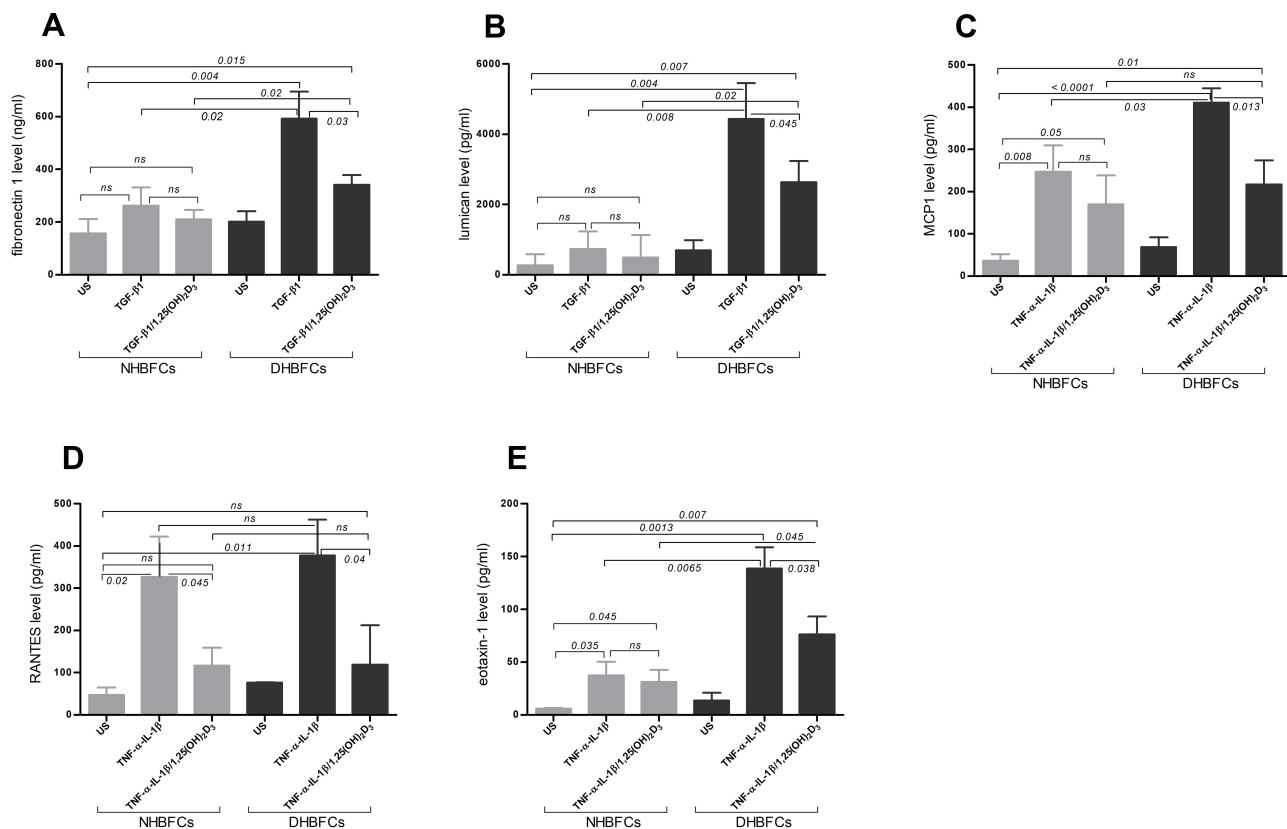 A
fibronectin 1 level (ng/ml)
800
600
400
200
0
0.015
0.004
0.02
0.02
0.03
ns
ns
ns
US
TGF-β1
TGF-β1/1,25(OH)₂D₃
US
TGF-β1
TGF-β1/1,25(OH)₂D₃
NHBFCs
DHBFCs
B
lumican level (pg/ml)
6000
4000
2000
0
0.007
0.004
0.02
0.008
0.045
ns
ns
ns
US
TGF-β1
TGF-β1/1,25(OH)₂D₃
US
TGF-β1
TGF-β1/1,25(OH)₂D₃
NHBFCs
DHBFCs
C
MCP1 level (pg/ml)
500
400
300
200
100
0
0.01
ns
< 0.0001
0.03
0.013
0.05
0.008
ns
US
TNF-α-IL-1β
TNF-α-IL-1β/1,25(OH)₂D₃
US
TNF-α-IL-1β
TNF-α-IL-1β/1,25(OH)₂D₃
NHBFCs
DHBFCs
D
RANTES level (pg/ml)
500
400
300
200
100
0
ns
ns
ns
0.011
0.04
ns
0.02
0.045
US
TNF-α-IL-1β
TNF-α-IL-1β/1,25(OH)₂D₃
US
TNF-α-IL-1β
TNF-α-IL-1β/1,25(OH)₂D₃
NHBFCs
DHBFCs
E
eotaxin-1 level (pg/ml)
200
150
100
50
0
0.007
0.0013
0.045
0.0065
0.038
0.045
0.035
ns
US
TNF-α-IL-1β
TNF-α-IL-1β/1,25(OH)₂D₃
US
TNF-α-IL-1β
TNF-α-IL-1β/1,25(OH)₂D₃
NHBFCs
DHBFCs